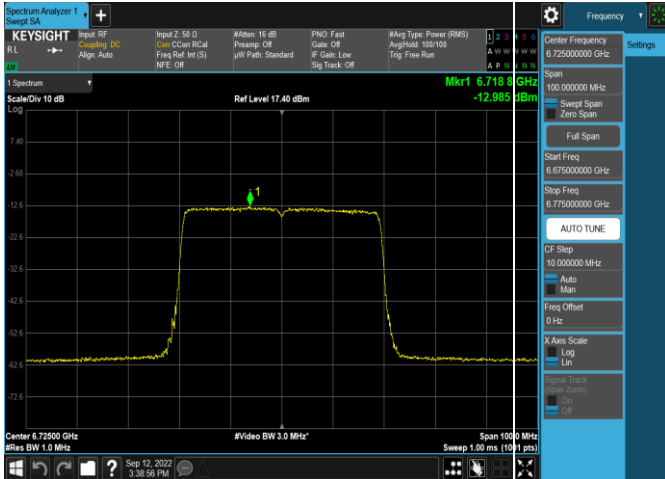 Spectrum Analyzer 1
Swept SA
KEYSIGHT
R L
LW
Input: RF
Coupling: DC
Align: Auto
Input Z: 50 Ω
Corr CCorr RCal
Freq Ref: Int (S)
NFE: Off
#Atten: 16 dB
Preamp: Off
µW Path: Standard
PNO: Fast
Gate: Off
IF Gain: Low
Sig Track: Off
#Avg Type: Power (RMS)
Avg|Hold: 100/100
Trig: Free Run
1 2 3 4 5 6
A W W W W W
A P N N N N
1 Spectrum
Scale/Div 10 dB
Log
Ref Level 17.40 dBm
Mkr1 6.718 8 GHz
-12.985 dBm
1
7.40
-2.60
-12.6
-22.6
-32.6
-42.6
-52.6
-62.6
-72.6
Center 6.72500 GHz
#Res BW 1.0 MHz
#Video BW 3.0 MHz*
Span 100.0 MHz
Sweep 1.00 ms (1001 pts)
Sep 12, 2022
3:38:56 PM
Frequency
Settings
Center Frequency
6.725000000 GHz
Span
100.000000 MHz
Swept Span
Zero Span
Full Span
Start Freq
6.675000000 GHz
Stop Freq
6.775000000 GHz
AUTO TUNE
CF Step
10.000000 MHz
Auto
Man
Freq Offset
0 Hz
X Axis Scale
Log
Lin
Signal Track
(Span Zoom)
On
Off